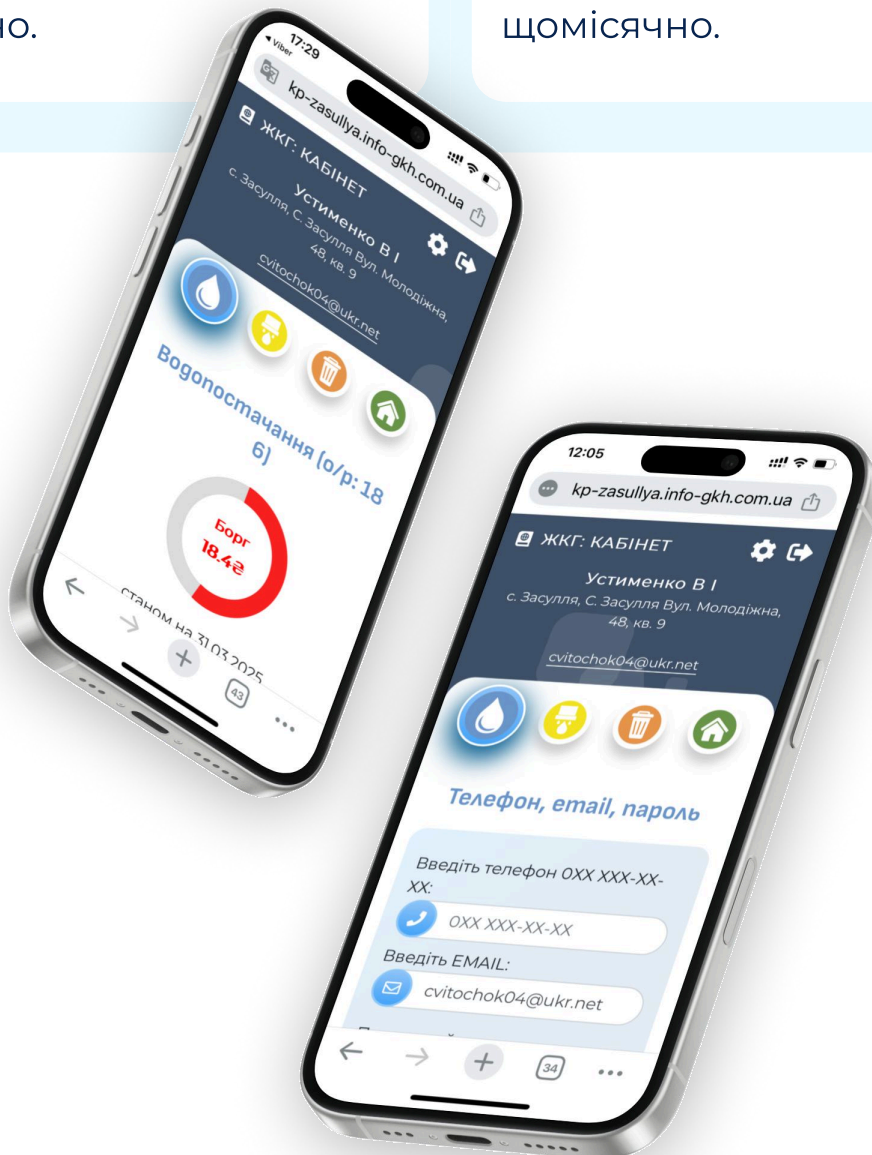 но.
щомісячно.
Viber
17:29
kp-zasullya.info-gkh.com.ua
ЖКГ: КАБІНЕТ
Устименко В І
с. Засулля, С. Засулля Вул. Молодіжна,
48, кв. 9
cvitochok04@ukr.net
Водопостачання (о/р: 18
6)
Борг
18.4₴
станом на 31.03.2025
43
12:05
kp-zasullya.info-gkh.com.ua
ЖКГ: КАБІНЕТ
Устименко В І
с. Засулля, С. Засулля Вул. Молодіжна,
48, кв. 9
cvitochok04@ukr.net
Телефон, email, пароль
Введіть телефон 0XX XXX-XX-
XX:
0XX XXX-XX-XX
Введіть EMAIL:
cvitochok04@ukr.net
34